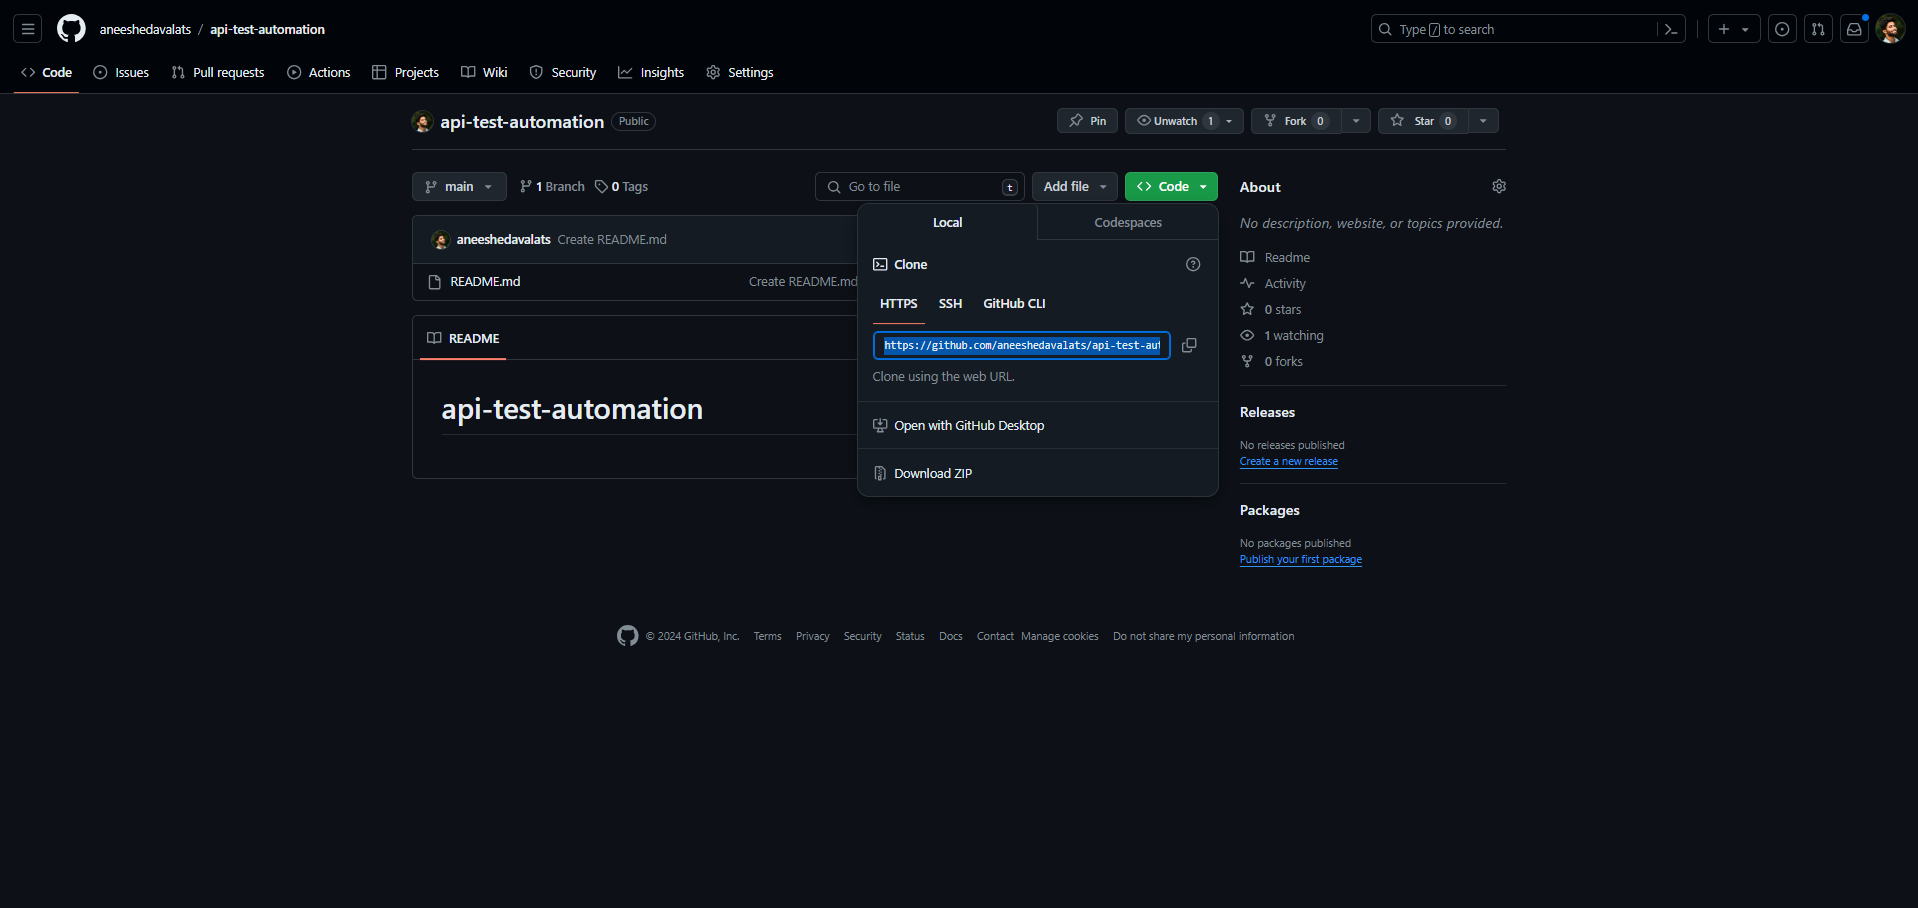 aneeshedavalats / api-test-automation
Type / to search
Code Issues Pull requests Actions Projects Wiki Security Insights Settings
api-test-automation Public
Pin Unwatch 1 Fork 0 Star 0
main 1 Branch 0 Tags
Go to file t
Add file Code
About
No description, website, or topics provided.
Readme
Activity
0 stars
1 watching
0 forks
Releases
No releases published
Create a new release
Packages
No packages published
Publish your first package
aneeshedavalats Create README.md
README.md Create README.md
README
api-test-automation
Local Codespaces
Clone
HTTPS SSH GitHub CLI
https://github.com/aneeshedavalats/api-test-aut
Clone using the web URL.
Open with GitHub Desktop
Download ZIP
© 2024 GitHub, Inc. Terms Privacy Security Status Docs Contact Manage cookies Do not share my personal information